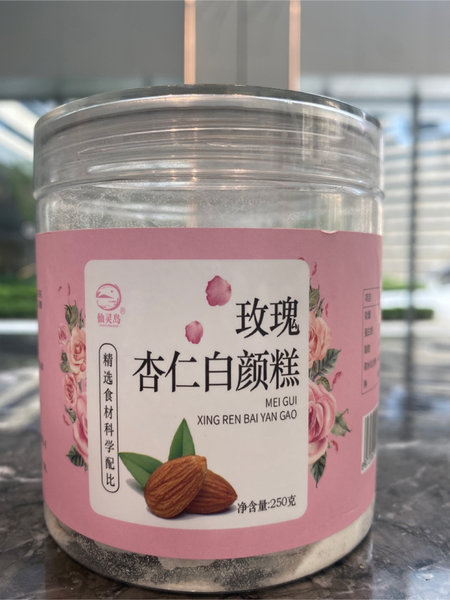 仙灵岛
®
玫瑰
杏仁白颜糕
MEI GUI
XING REN BAI YAN GAO
精选食材科学配比
净含量:250克